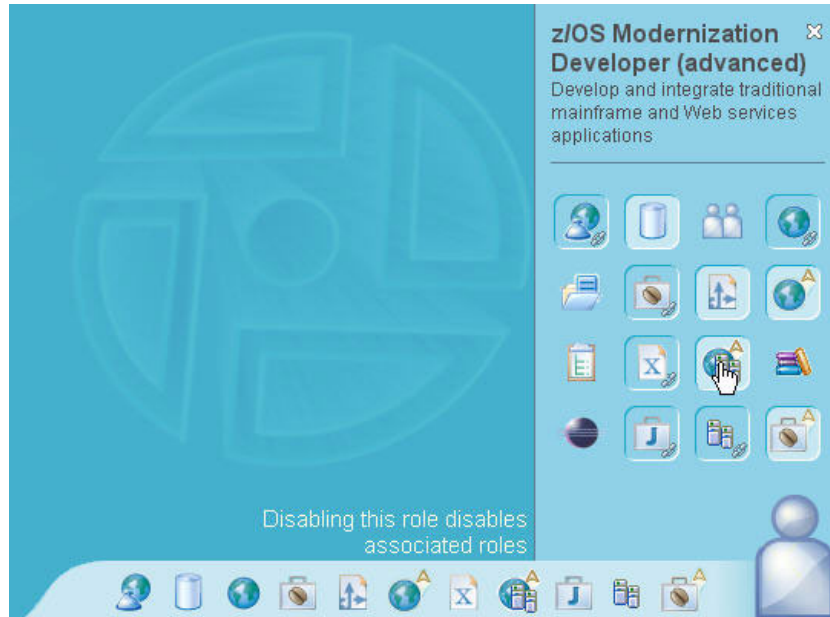 z/OS Modernization
Developer (advanced)
Develop and integrate traditional
mainframe and Web services
applications
Disabling this role disables
associated roles